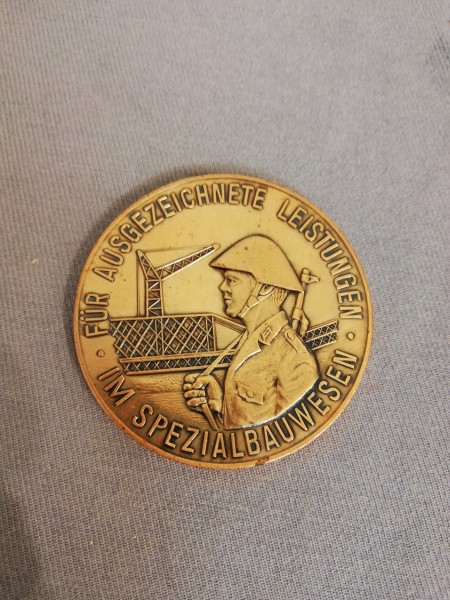 · FÜR AUSGEZEICHNETE LEISTUNGEN ·
IM SPEZIALBAUWESEN